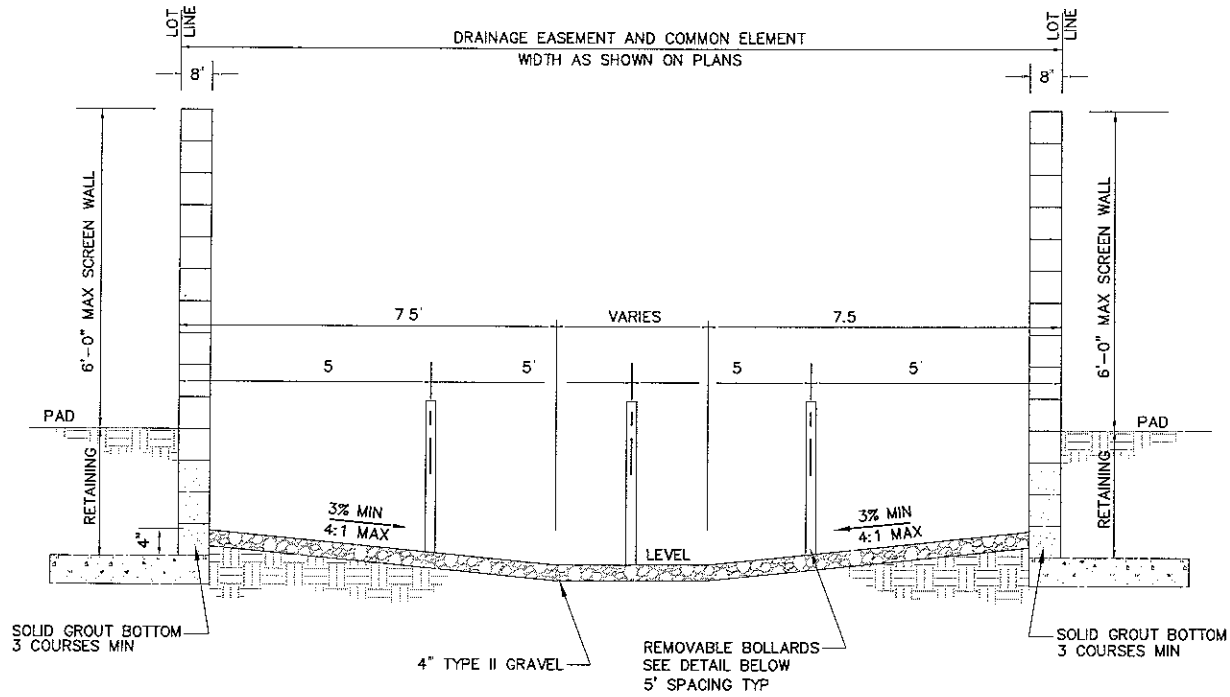 LOT
LINE
DRAINAGE EASEMENT AND COMMON ELEMENT
WIDTH AS SHOWN ON PLANS
LOT
LINE
8"
8"
6'-0" MAX SCREEN WALL
6'-0" MAX SCREEN WALL
7 5'
VARIES
7.5
5
5'
5
5'
PAD
PAD
RETAINING
RETAINING
3% MIN
4:1 MAX
3% MIN
4:1 MAX
4"
LEVEL
SOLID GROUT BOTTOM
3 COURSES MIN
4" TYPE II GRAVEL
REMOVABLE BOLLARDS
SEE DETAIL BELOW
5' SPACING TYP
SOLID GROUT BOTTOM
3 COURSES MIN